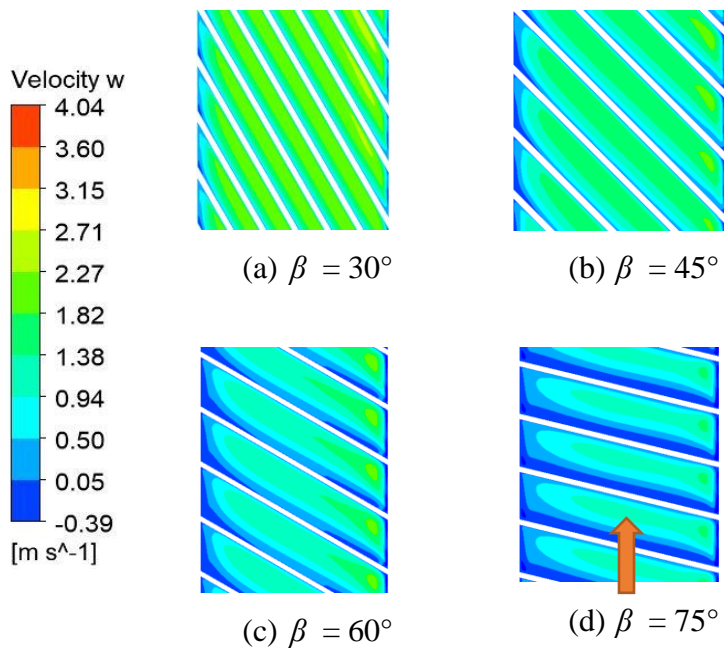 Velocity w
4.04
3.60
3.15
2.71
2.27
1.82
1.38
0.94
0.50
0.05
-0.39
[m s^-1]
(a) β = 30°
(b) β = 45°
(c) β = 60°
(d) β = 75°